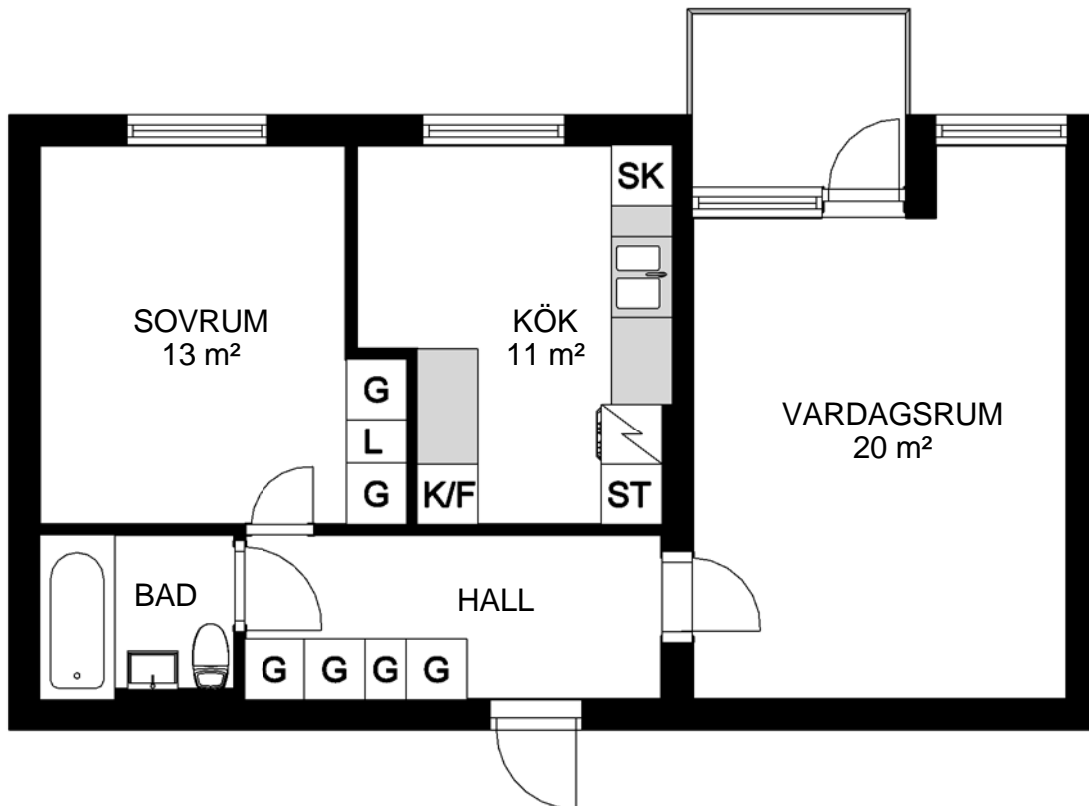 SK
SOVRUM
13 m²
KÖK
11 m²
G
L
G
K/F
ST
VARDAGSRUM
20 m²
BAD
HALL
G
G
G
G